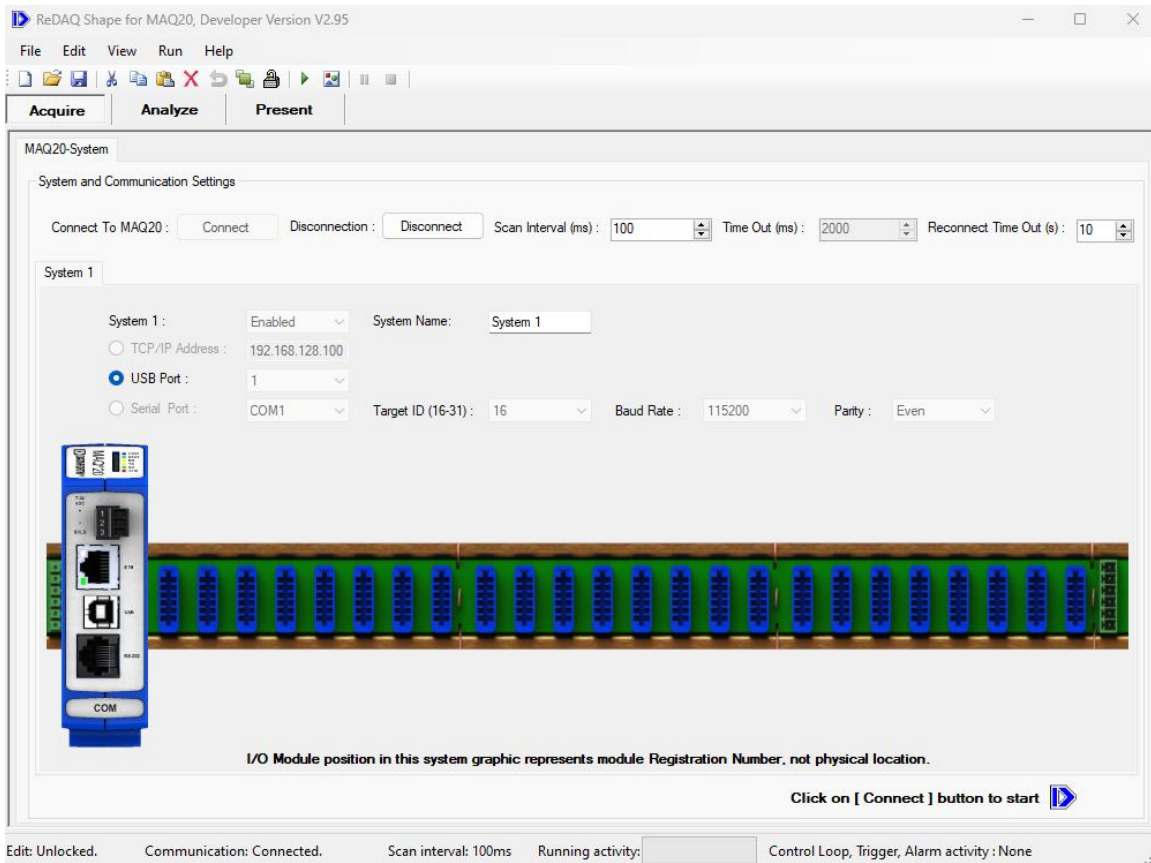 ReDAQ Shape for MAQ20, Developer Version V2.95
File Edit View Run Help
Acquire Analyze Present
MAQ20-System
System and Communication Settings
Connect To MAQ20 : Connect Disconnection : Disconnect Scan Interval (ms) : 100 Time Out (ms) : 2000 Reconnect Time Out (s) : 10
System 1
System 1 : Enabled System Name: System 1
TCP/IP Address : 192.168.128.100
USB Port : 1
Serial Port : COM1 Target ID (16-31) : 16 Baud Rate : 115200 Parity : Even
MAQ20
1
2
3
COM
I/O Module position in this system graphic represents module Registration Number, not physical location.
Click on [ Connect ] button to start
Edit: Unlocked. Communication: Connected. Scan interval: 100ms Running activity: Control Loop, Trigger, Alarm activity : None